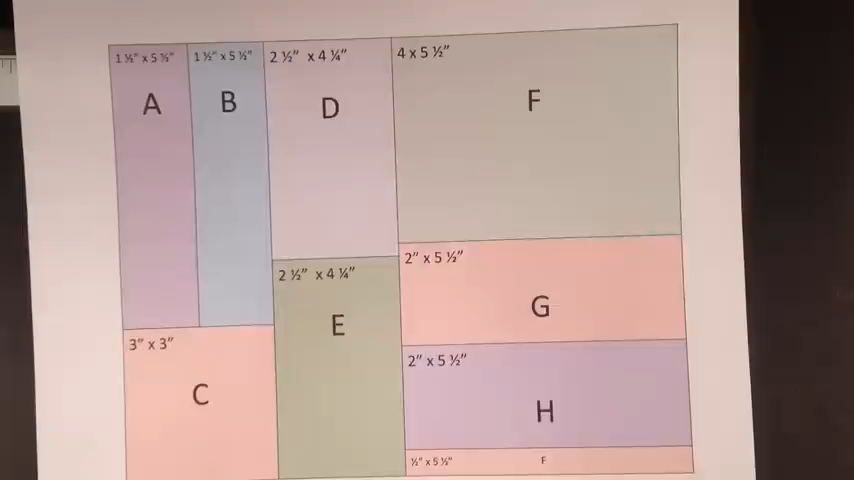 1 ½” x 5 ½”
A
1 ½” x 5 ½”
B
2 ½” x 4 ¼”
D
4 x 5 ½”
F
2 ½” x 4 ¼”
E
2” x 5 ½”
G
3” x 3”
C
2” x 5 ½”
H
½” x 5 ½”
F